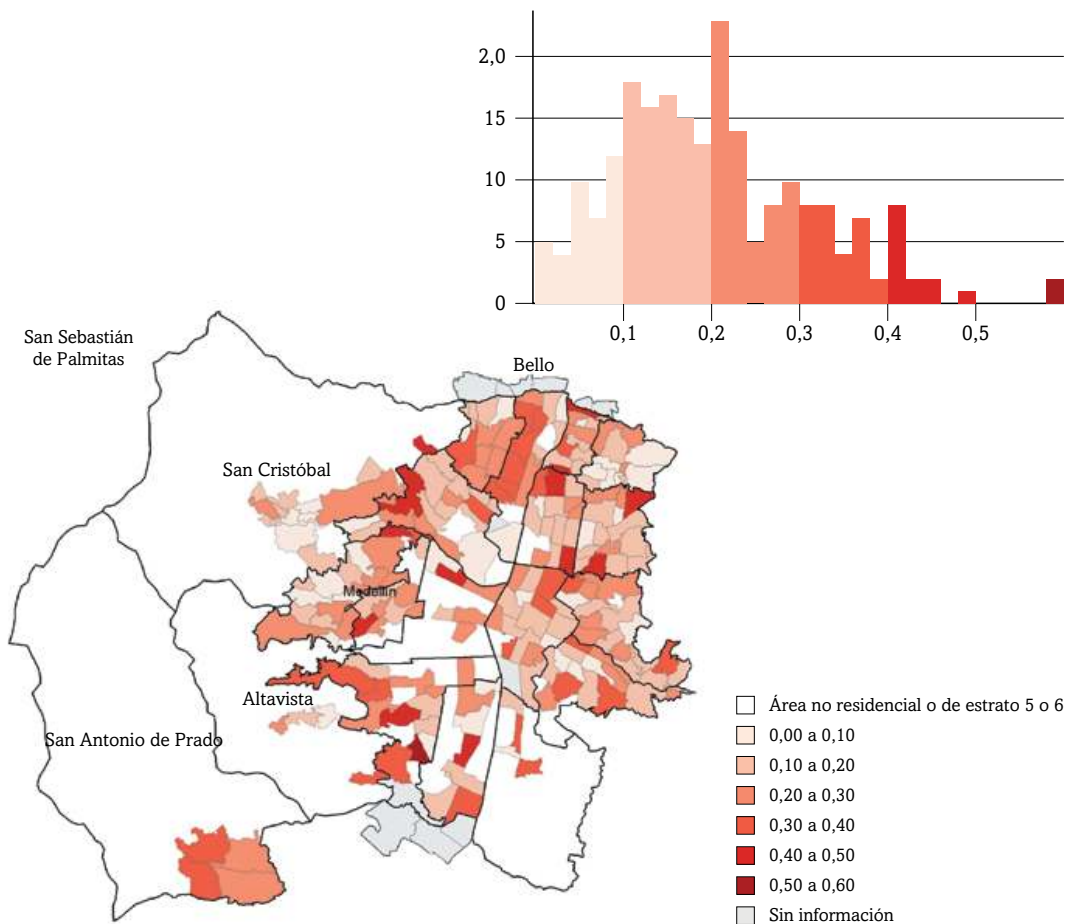 2,0
15
10
5
0
0,1 0,2 0,3 0,4 0,5
San Sebastián
de Palmitas
Bello
San Cristóbal
Medellín
Altavista
San Antonio de Prado
Área no residencial o de estrato 5 o 6
0,00 a 0,10
0,10 a 0,20
0,20 a 0,30
0,30 a 0,40
0,40 a 0,50
0,50 a 0,60
Sin información